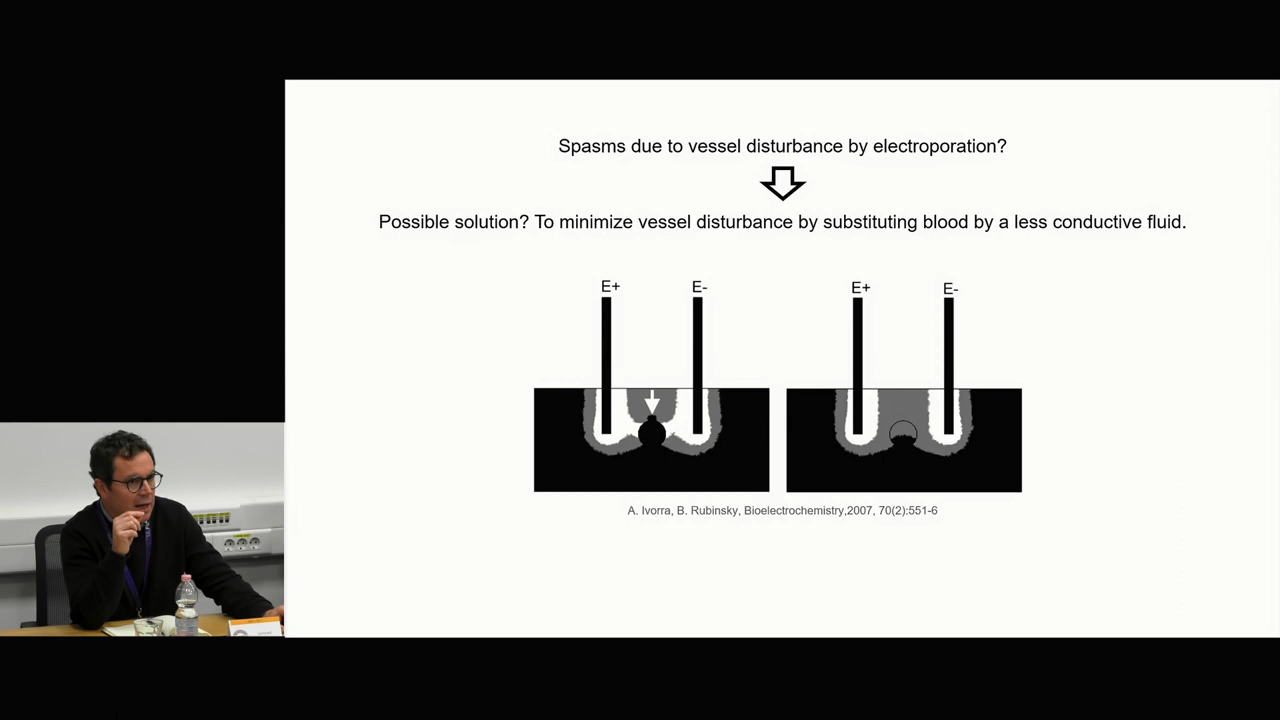 Spasms due to vessel disturbance by electroporation?
Possible solution? To minimize vessel disturbance by substituting blood by a less conductive fluid.
E+ E- E+ E-
A. Ivorra, B. Rubinsky, Bioelectrochemistry,2007, 70(2):551-6